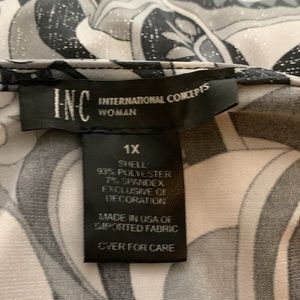 I·N·C INTERNATIONAL CONCEPTS
WOMAN
1X
SHELL:
93% POLYESTER
7% SPANDEX
EXCLUSIVE OF
DECORATION
MADE IN USA OF
IMPORTED FABRIC
OVER FOR CARE